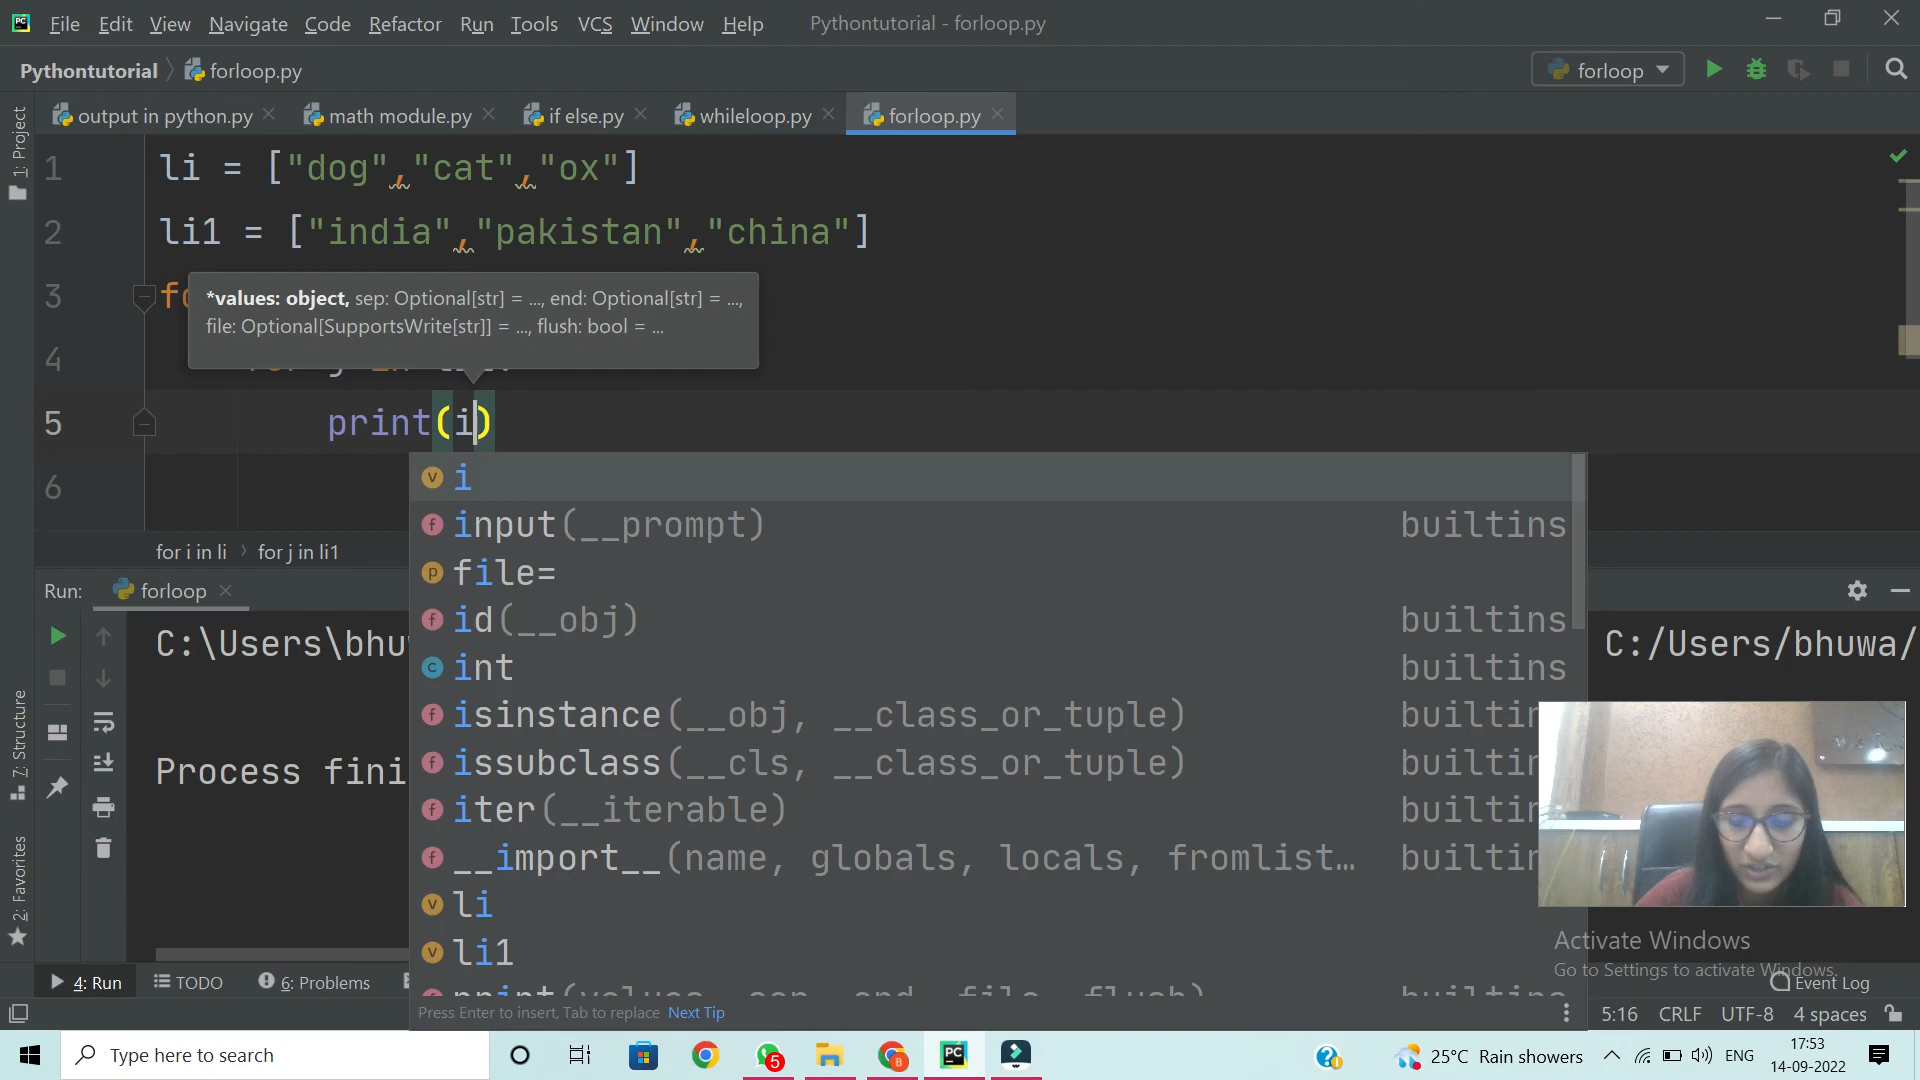 File Edit View Navigate Code Refactor Run Tools VCS Window Help Pythontutorial - forloop.py
Pythontutorial forloop.py forloop
output in python.py math module.py if else.py whileloop.py forloop.py
1: Project
1 li = ["dog","cat","ox"]
2 li1 = ["india","pakistan","china"]
3
*values: object, sep: Optional[str] = ..., end: Optional[str] = ...,
file: Optional[SupportsWrite[str]] = ..., flush: bool = ...
4
5 print(i)
6
i
input(__prompt) builtins
file=
id(__obj) builtins
int builtins
isinstance(__obj, __class_or_tuple)
issubclass(__cls, __class_or_tuple)
iter(__iterable)
__import__(name, globals, locals, fromlist…
li
li1
Press Enter to insert, Tab to replace Next Tip
for i in li for j in li1
Run: forloop
C:\Users\bhuw C:/Users/bhuwa/
Process fini
7: Structure
2: Favorites
Activate Windows
Go to Settings to activate Windows.
4: Run TODO 6: Problems Event Log
5:16 CRLF UTF-8 4 spaces
Type here to search 5 PC B PC 25°C Rain showers ENG 17:53
14-09-2022